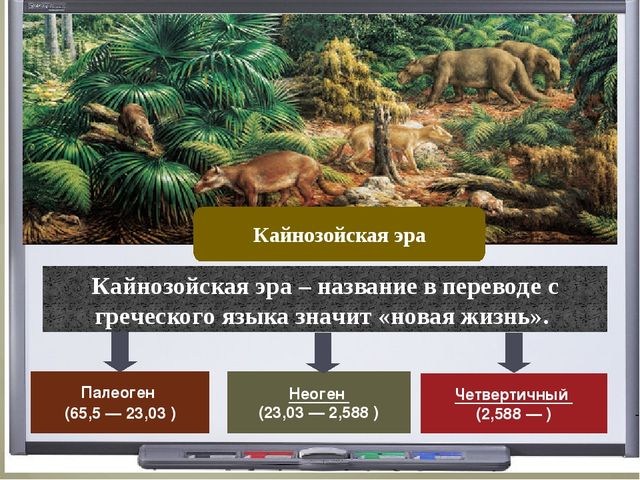 Кайнозойская эра
Кайнозойская эра – название в переводе с
греческого языка значит «новая жизнь».
Палеоген
(65,5 — 23,03 )
Неоген
(23,03 — 2,588 )
Четвертичный
(2,588 — )